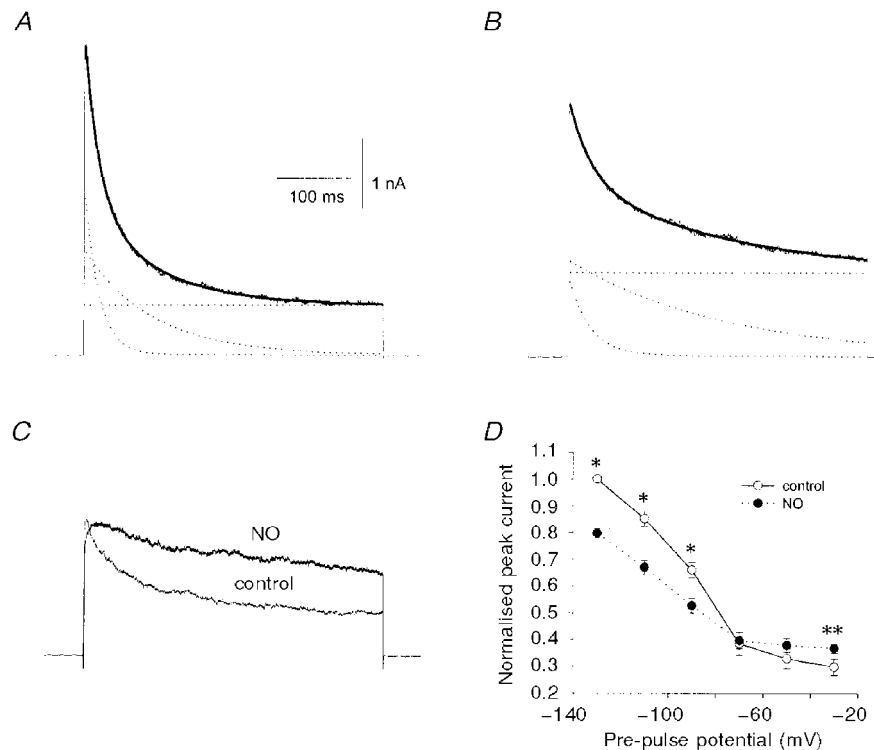 A
B
1 nA
100 ms
C
NO
control
D
Normalised peak current
1.1
1.0
0.9
0.8
0.7
0.6
0.5
0.4
0.3
0.2
*
*
*
**
control
NO
−140
−100
−60
−20
Pre-pulse potential (mV)